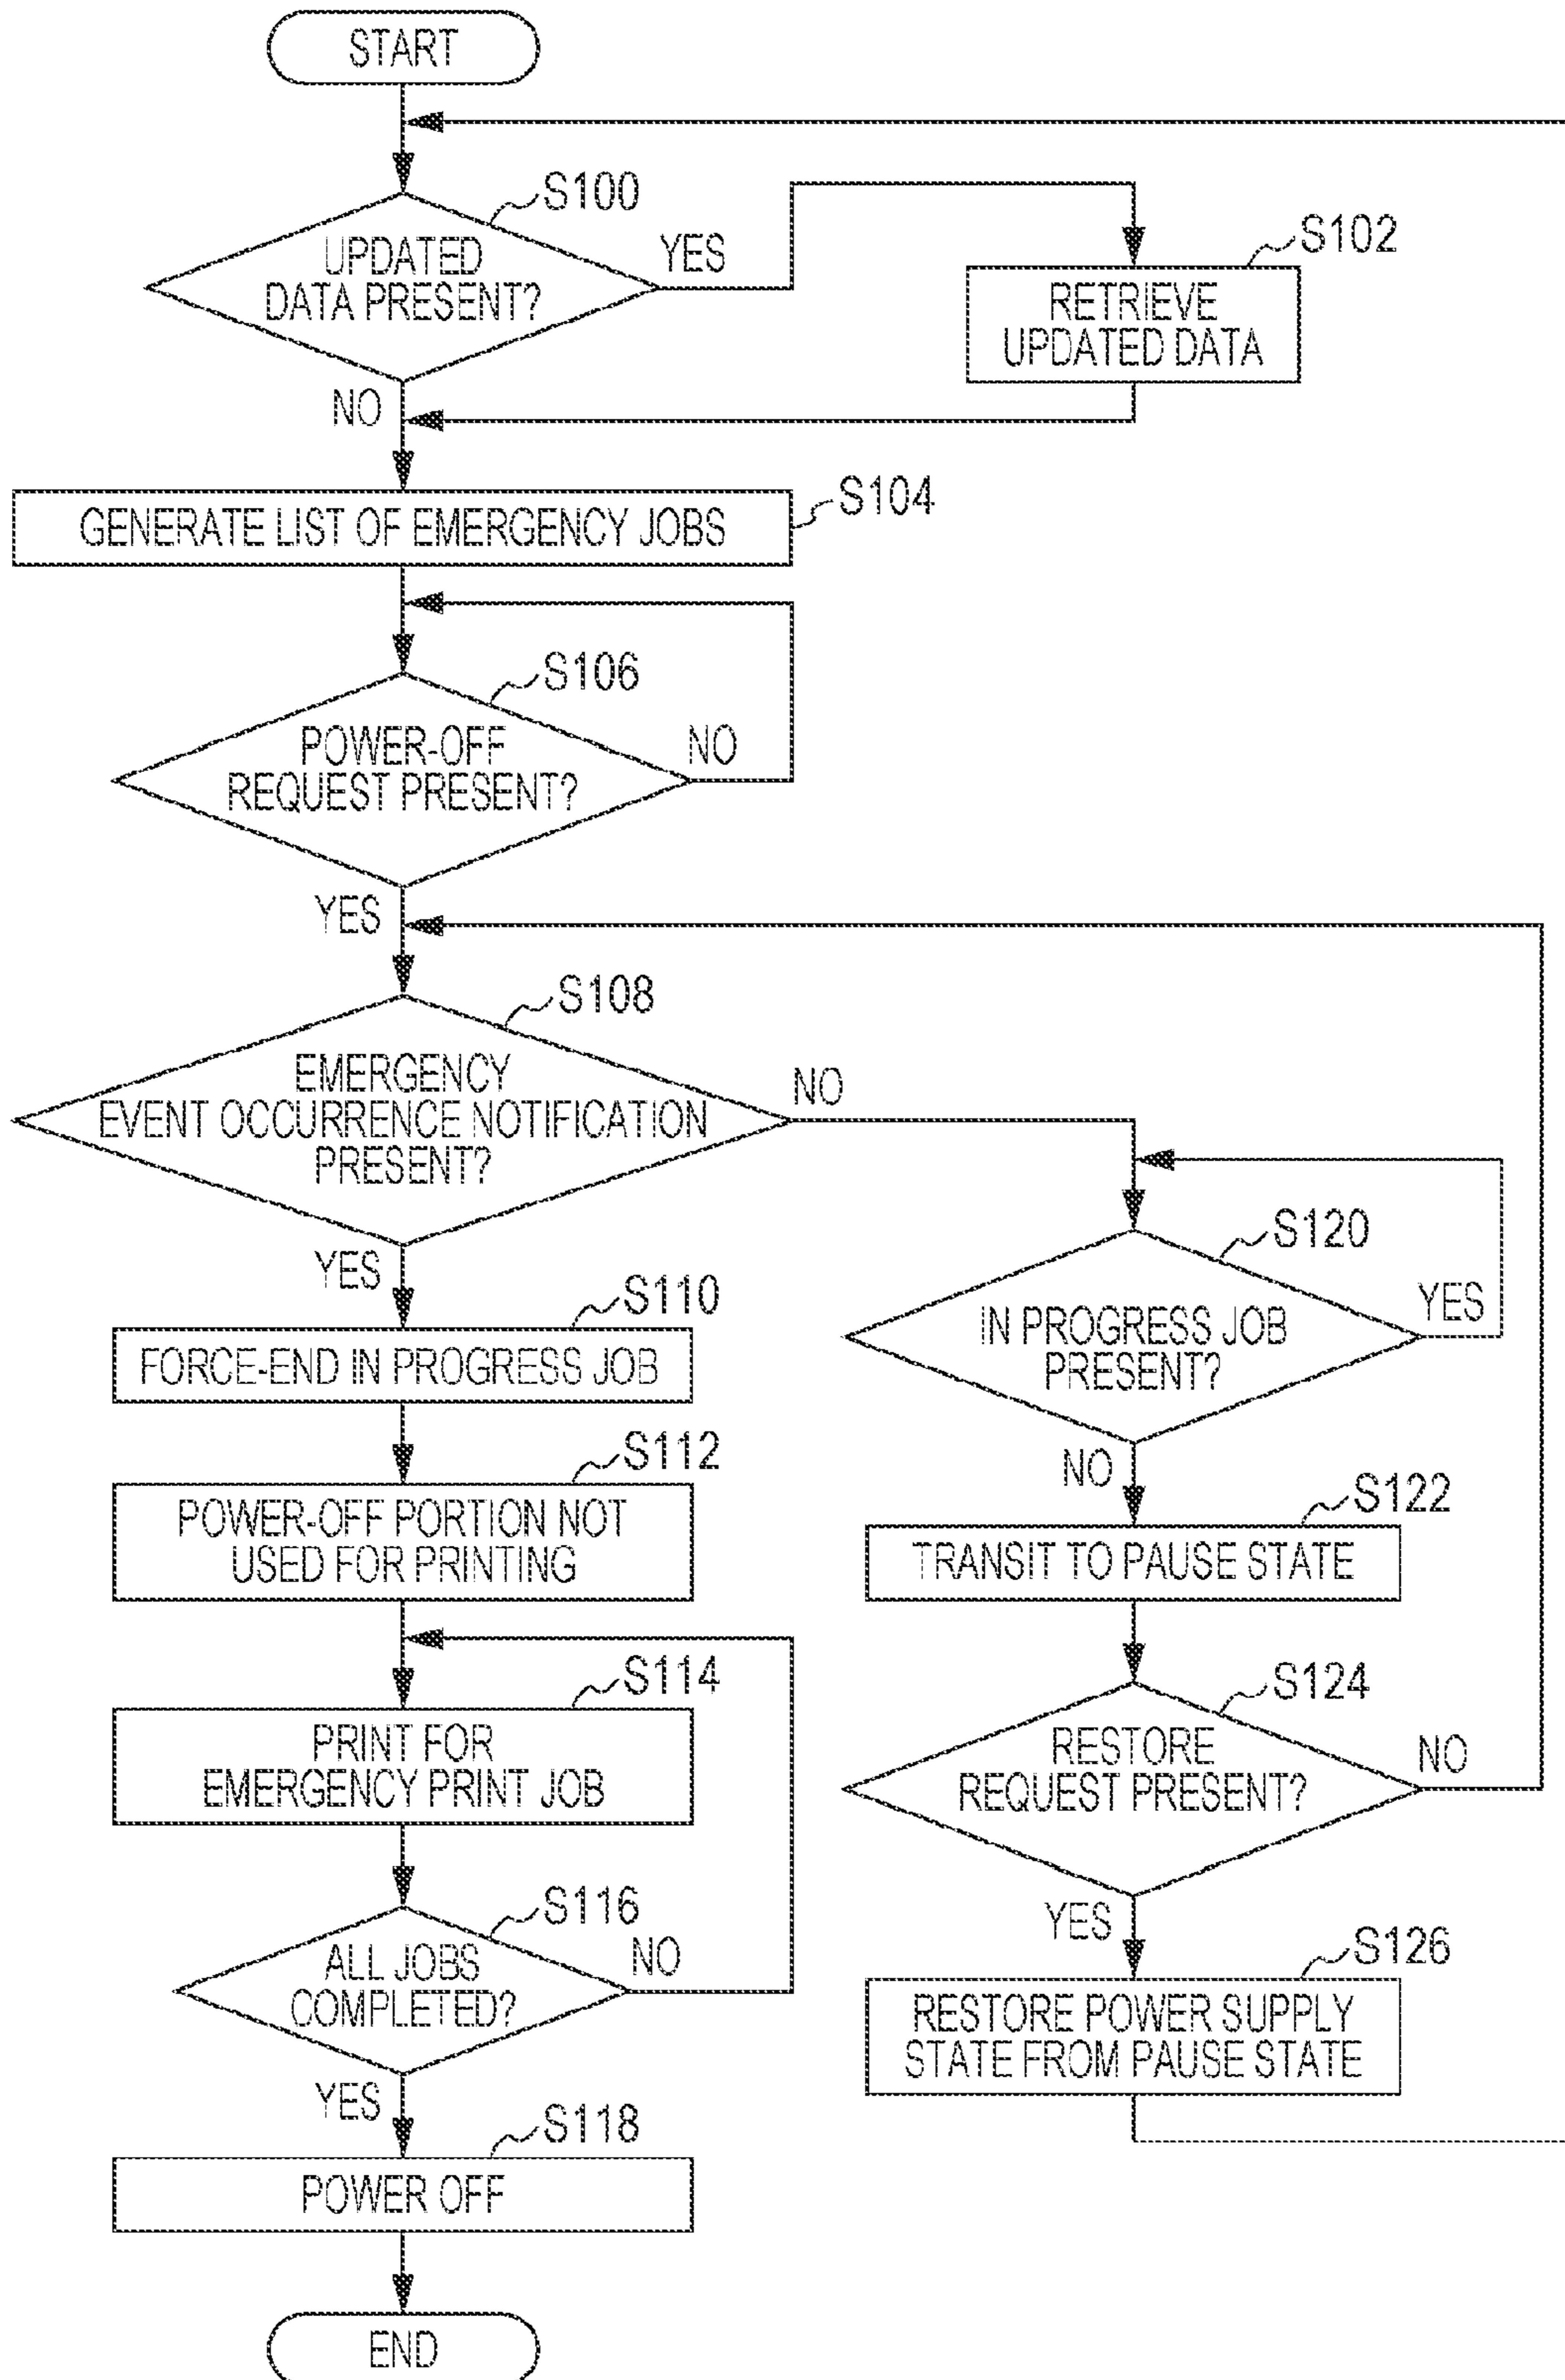 START
S100
UPDATED
DATA PRESENT?
YES
S102
RETRIEVE
UPDATED DATA
NO
S104
GENERATE LIST OF EMERGENCY JOBS
S106
POWER-OFF
REQUEST PRESENT?
NO
YES
S108
EMERGENCY
EVENT OCCURRENCE NOTIFICATION
PRESENT?
NO
YES
S110
FORCE-END IN PROGRESS JOB
S112
POWER-OFF PORTION NOT
USED FOR PRINTING
S114
PRINT FOR
EMERGENCY PRINT JOB
S116
ALL JOBS
COMPLETED?
NO
YES
S118
POWER OFF
END
S120
IN PROGRESS JOB
PRESENT?
YES
NO
S122
TRANSIT TO PAUSE STATE
S124
RESTORE
REQUEST PRESENT?
NO
YES
S126
RESTORE POWER SUPPLY
STATE FROM PAUSE STATE